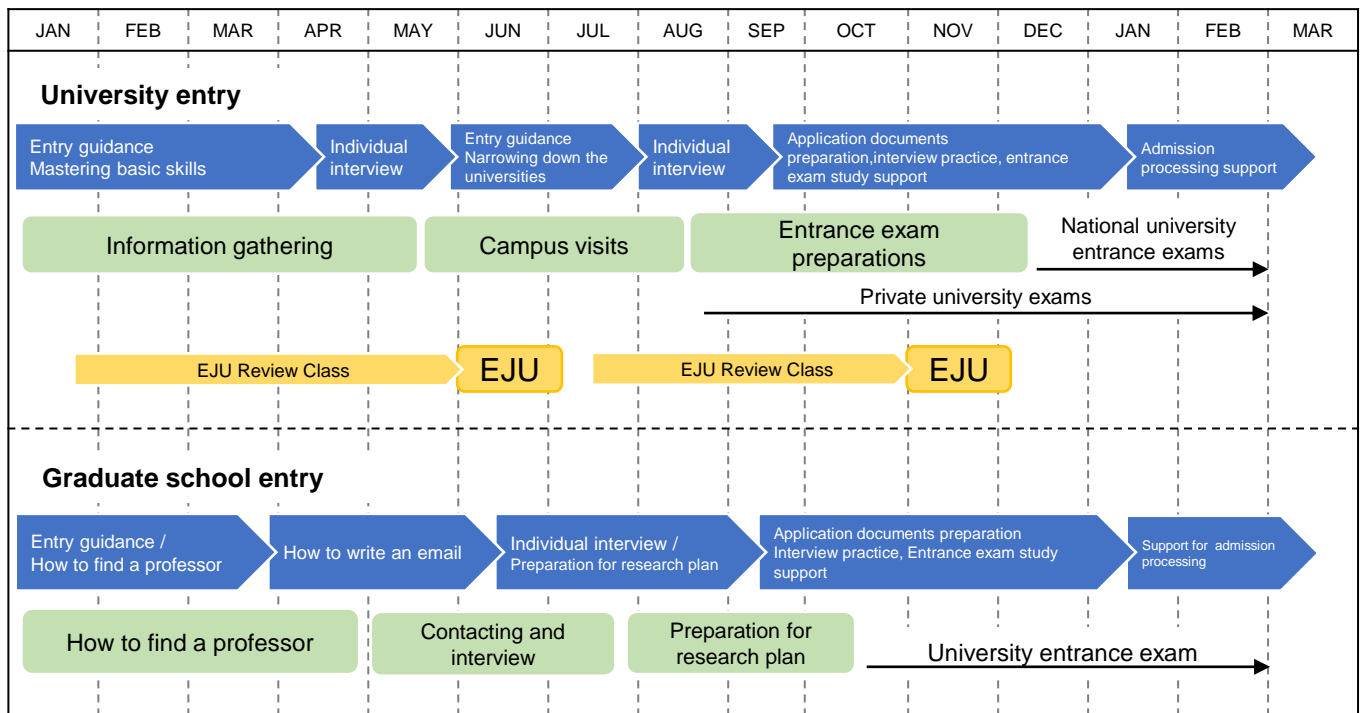 JAN FEB MAR APR MAY JUN JUL AUG SEP OCT NOV DEC JAN FEB MAR
University entry
Entry guidance
Mastering basic skills
Individual
interview
Entry guidance
Narrowing down the
universities
Individual
interview
Application documents
preparation,interview practice, entrance
exam study support
Admission
processing support
Information gathering
Campus visits
Entrance exam
preparations
National university
entrance exams
Private university exams
EJU Review Class
EJU
EJU Review Class
EJU
Graduate school entry
Entry guidance /
How to find a professor
How to write an email
Individual interview /
Preparation for research plan
Application documents preparation
Interview practice, Entrance exam study
support
Support for admission
processing
How to find a professor
Contacting and
interview
Preparation for
research plan
University entrance exam